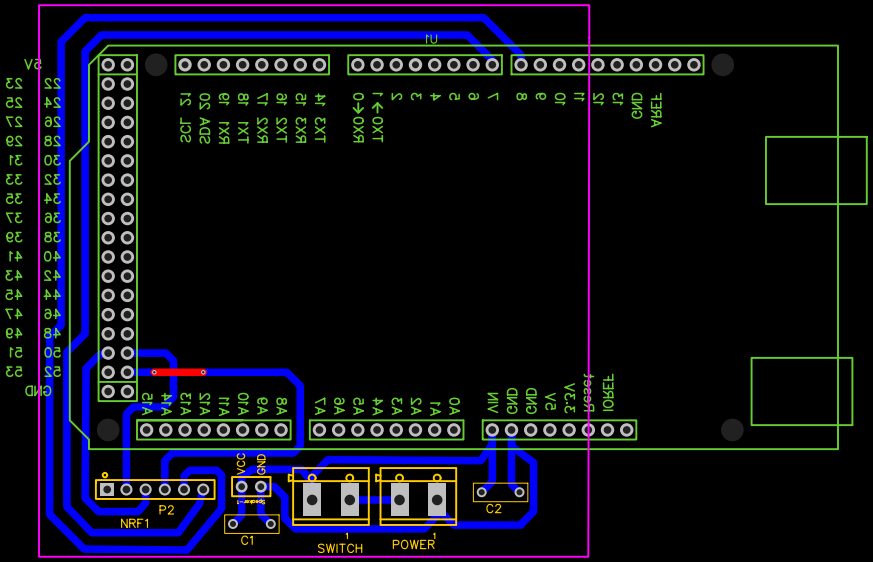 U1
5V
23 22
25 24
27 26
29 28
31 30
33 32
35 34
37 36
39 38
41 40
43 42
45 44
47 46
49 48
51 50
53 52
GND
SCL 21
SDA 20
RX1 19
TX1 18
RX2 17
TX2 16
RX3 15
TX3 14
RX0←0
TX0→1
2
3
4
5
6
7
8
9
10
11
12
13
GND
AREF
A15
A14
A13
A12
A11
A10
A9
A8
A7
A6
A5
A4
A3
A2
A1
A0
VIN
GND
GND
5V
3.3V
Reset
IOREF
P2
NRF1
VCC
GND
Speaker
C1
1
SWITCH
1
POWER
C2